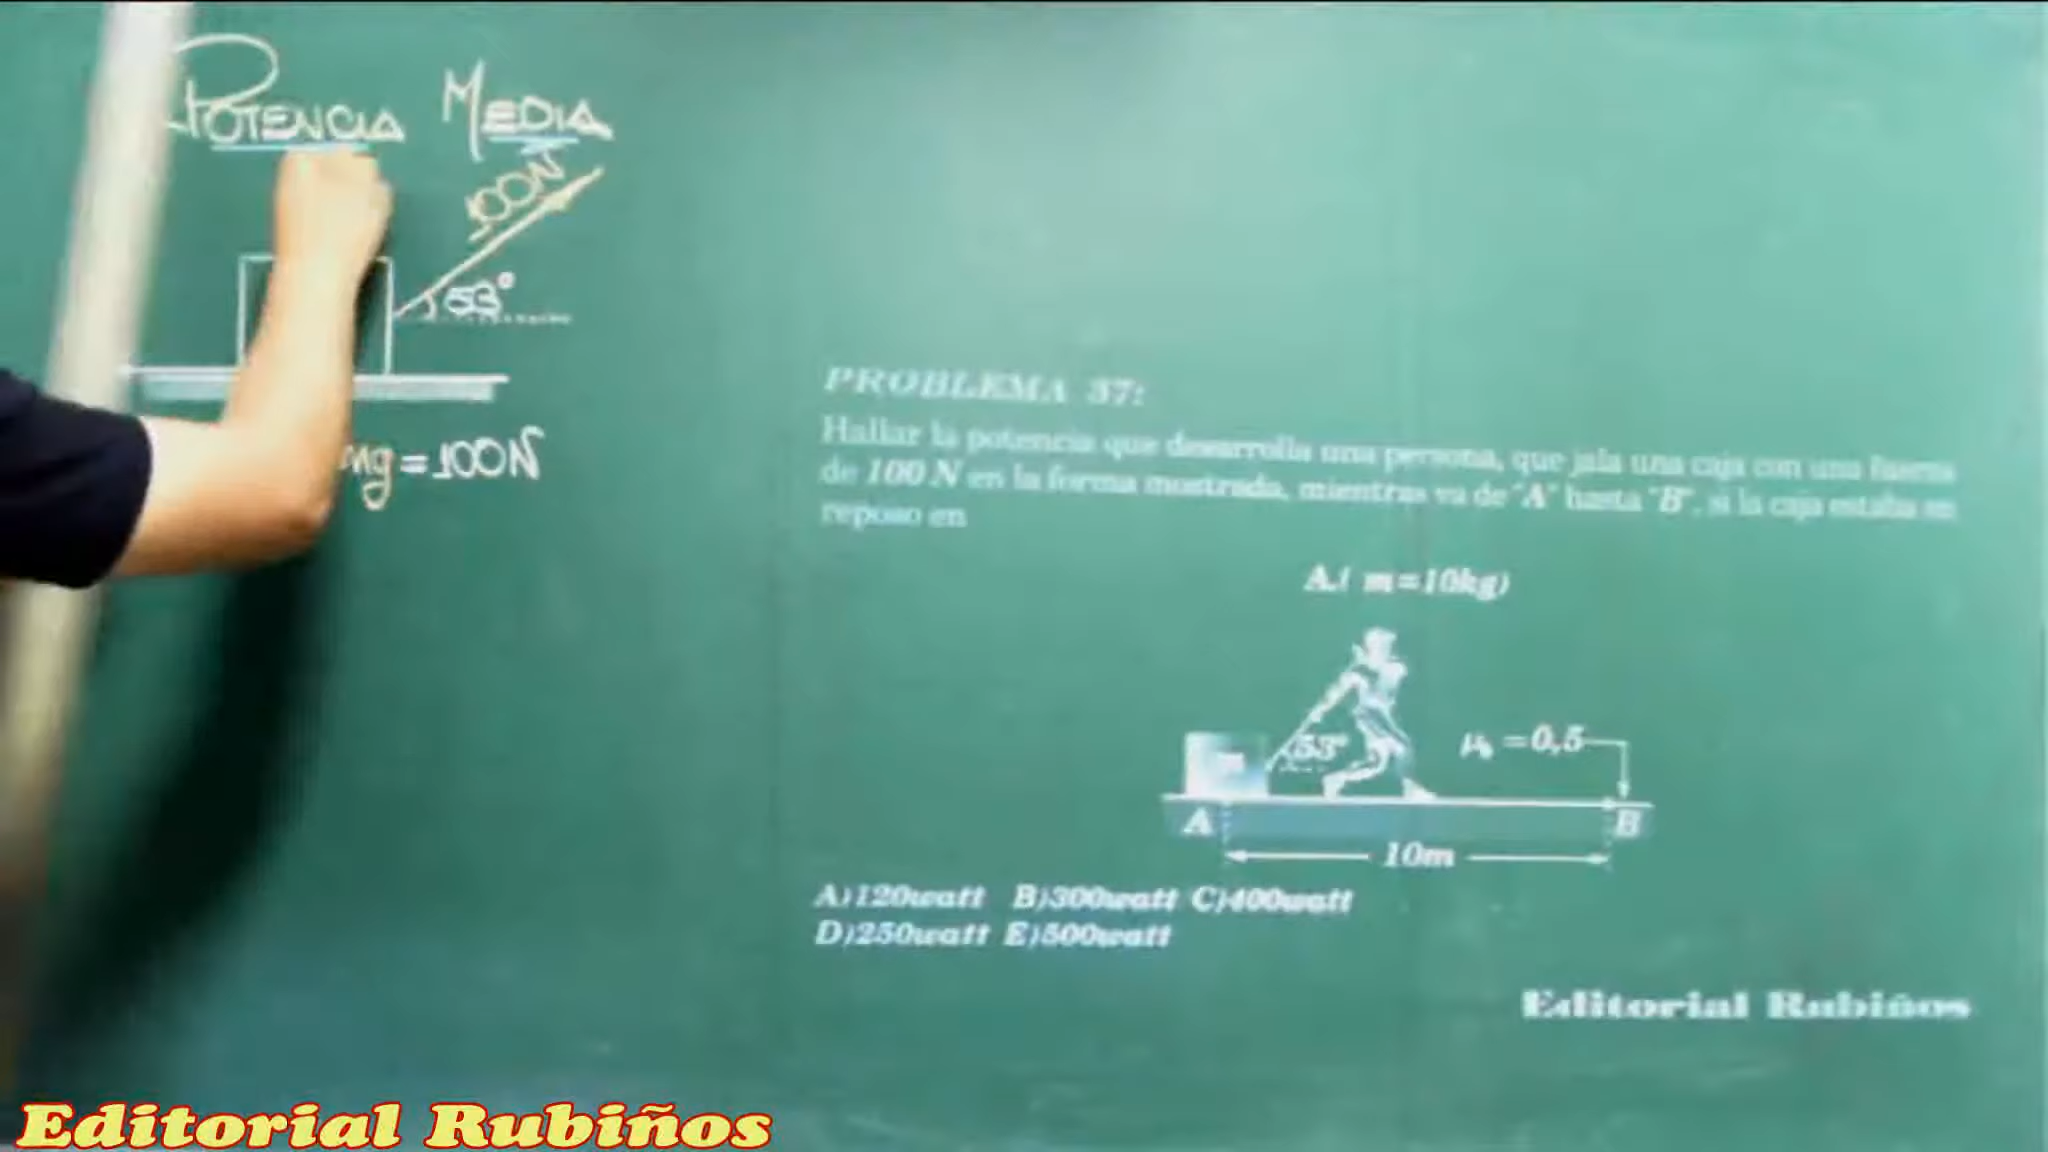 POTENCIA MEDIA
100N
53°
mg = 100N
PROBLEMA 37:
Hallar la potencia que desarrolla una persona, que jala una caja con una fuerza
de 100 N en la forma mostrada, mientras va de "A" hasta "B", si la caja estaba en
reposo en
A.( m=10kg)
53°
μk =0,5
A
B
10m
A)120watt B)300watt C)400watt
D)250watt E)500watt
Editorial Rubiños
Editorial Rubiños